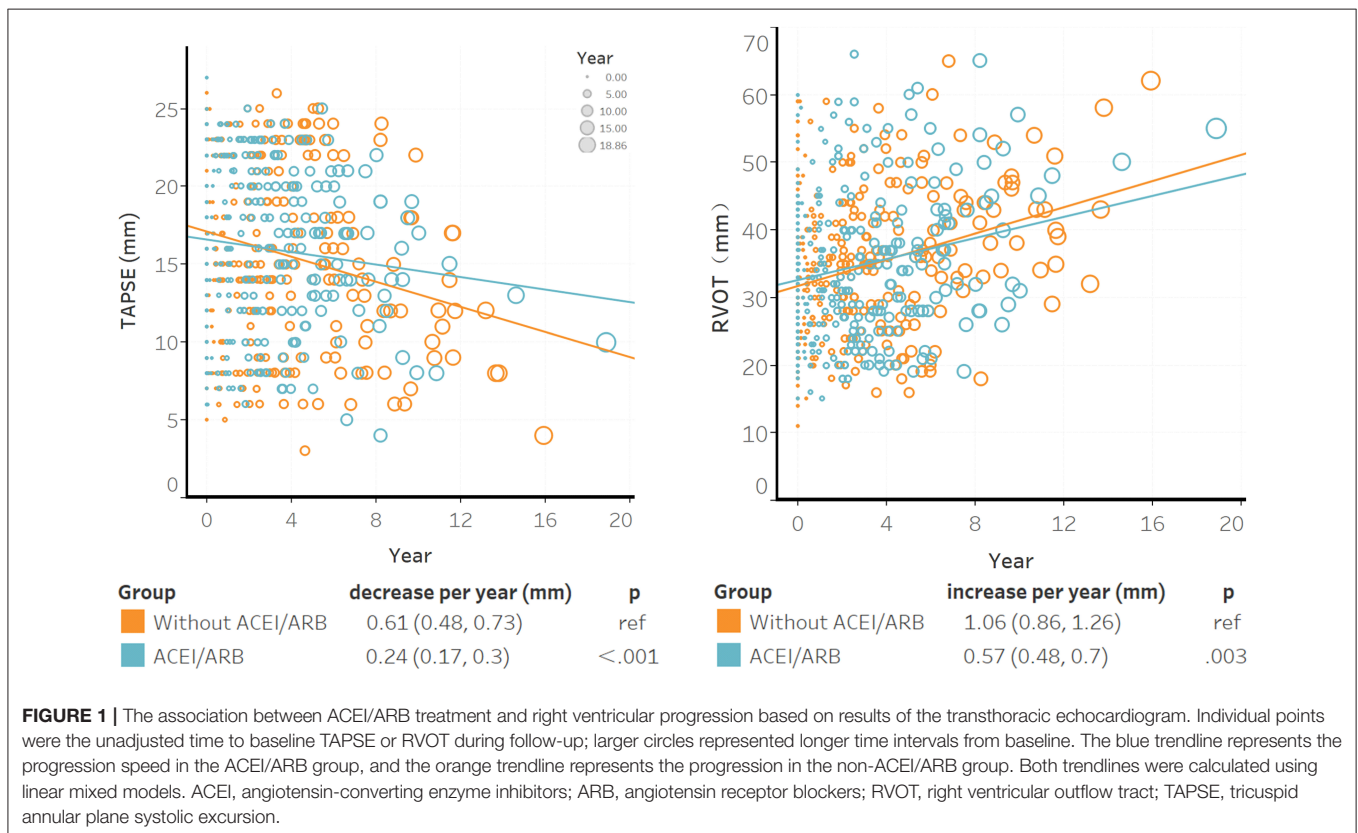 TAPSE (mm)
25
20
15
10
5
0
0 4 8 12 16 20
Year
Year
0.00
5.00
10.00
15.00
18.86
RVOT (mm)
70
60
50
40
30
20
10
0
0 4 8 12 16 20
Year
Group decrease per year (mm) p
Without ACEI/ARB 0.61 (0.48, 0.73) ref
ACEI/ARB 0.24 (0.17, 0.3) <.001
Group increase per year (mm) p
Without ACEI/ARB 1.06 (0.86, 1.26) ref
ACEI/ARB 0.57 (0.48, 0.7) .003
FIGURE 1 | The association between ACEI/ARB treatment and right ventricular progression based on results of the transthoracic echocardiogram. Individual points
were the unadjusted time to baseline TAPSE or RVOT during follow-up; larger circles represented longer time intervals from baseline. The blue trendline represents the
progression speed in the ACEI/ARB group, and the orange trendline represents the progression in the non-ACEI/ARB group. Both trendlines were calculated using
linear mixed models. ACEI, angiotensin-converting enzyme inhibitors; ARB, angiotensin receptor blockers; RVOT, right ventricular outflow tract; TAPSE, tricuspid
annular plane systolic excursion.